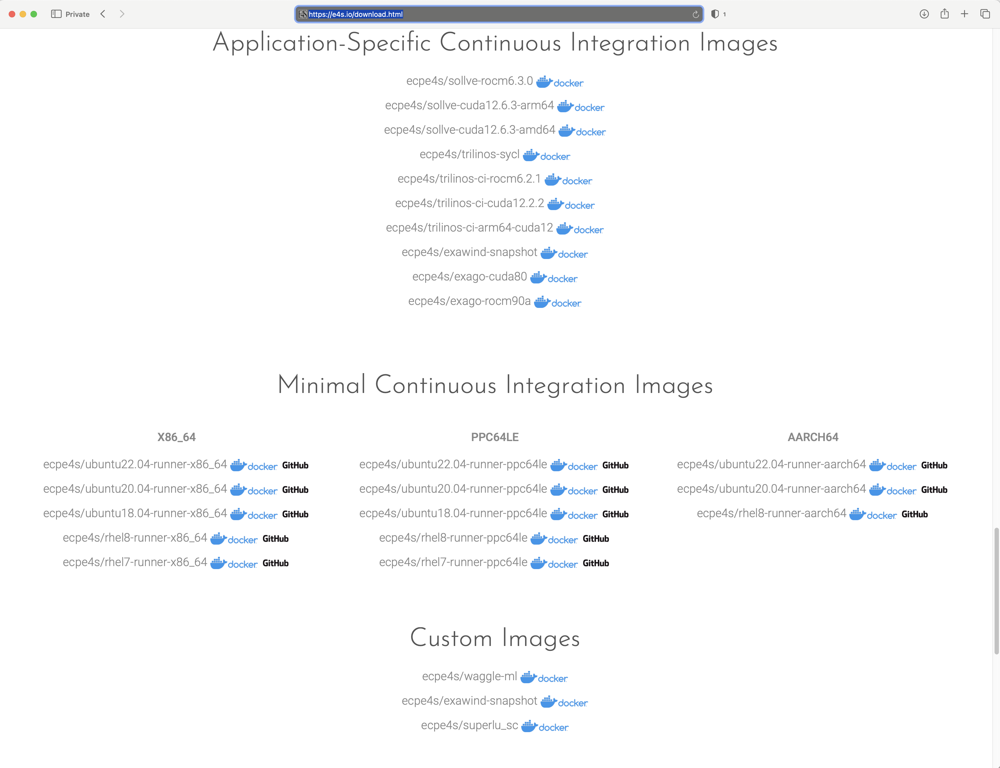 Private https://e4s.io/download.html 1
Application-Specific Continuous Integration Images
ecpe4s/sollve-rocm6.3.0 docker
ecpe4s/sollve-cuda12.6.3-arm64 docker
ecpe4s/sollve-cuda12.6.3-amd64 docker
ecpe4s/trilinos-sycl docker
ecpe4s/trilinos-ci-rocm6.2.1 docker
ecpe4s/trilinos-ci-cuda12.2.2 docker
ecpe4s/trilinos-ci-arm64-cuda12 docker
ecpe4s/exawind-snapshot docker
ecpe4s/exago-cuda80 docker
ecpe4s/exago-rocm90a docker
Minimal Continuous Integration Images
X86_64
ecpe4s/ubuntu22.04-runner-x86_64 docker GitHub
ecpe4s/ubuntu20.04-runner-x86_64 docker GitHub
ecpe4s/ubuntu18.04-runner-x86_64 docker GitHub
ecpe4s/rhel8-runner-x86_64 docker GitHub
ecpe4s/rhel7-runner-x86_64 docker GitHub
PPC64LE
ecpe4s/ubuntu22.04-runner-ppc64le docker GitHub
ecpe4s/ubuntu20.04-runner-ppc64le docker GitHub
ecpe4s/ubuntu18.04-runner-ppc64le docker GitHub
ecpe4s/rhel8-runner-ppc64le docker GitHub
ecpe4s/rhel7-runner-ppc64le docker GitHub
AARCH64
ecpe4s/ubuntu22.04-runner-aarch64 docker GitHub
ecpe4s/ubuntu20.04-runner-aarch64 docker GitHub
ecpe4s/rhel8-runner-aarch64 docker GitHub
Custom Images
ecpe4s/waggle-ml docker
ecpe4s/exawind-snapshot docker
ecpe4s/superlu_sc docker